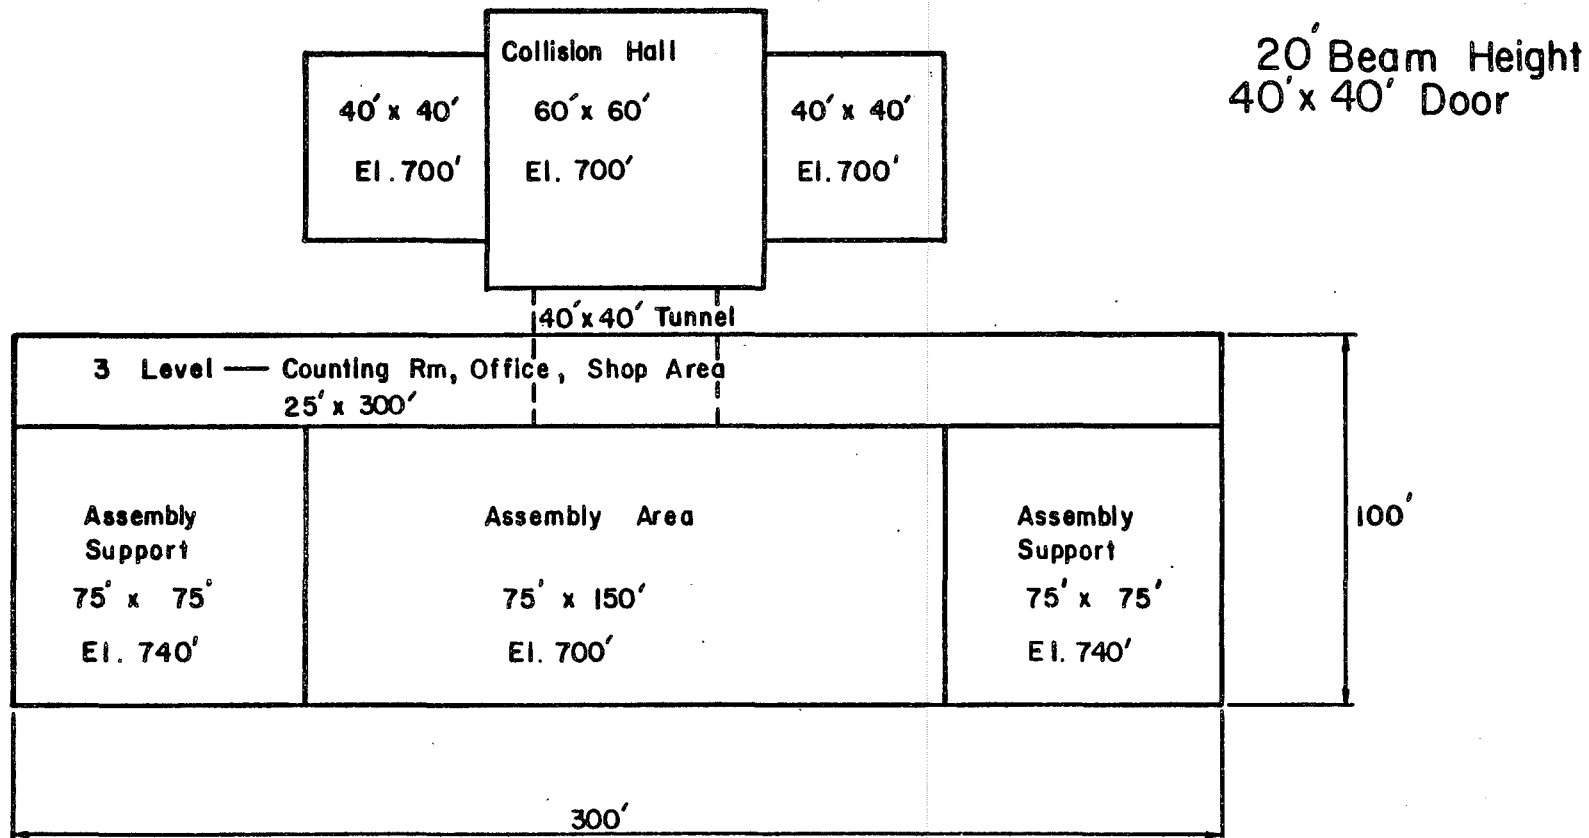 20' Beam Height
40' x 40' Door
Collision Hall
40' x 40'
60' x 60'
40' x 40'
El. 700'
El. 700'
El. 700'
40' x 40' Tunnel
3 Level — Counting Rm, Office, Shop Area
25' x 300'
Assembly
Support
75' x 75'
El. 740'
Assembly Area
75' x 150'
El. 700'
Assembly
Support
75' x 75'
El. 740'
100'
300'